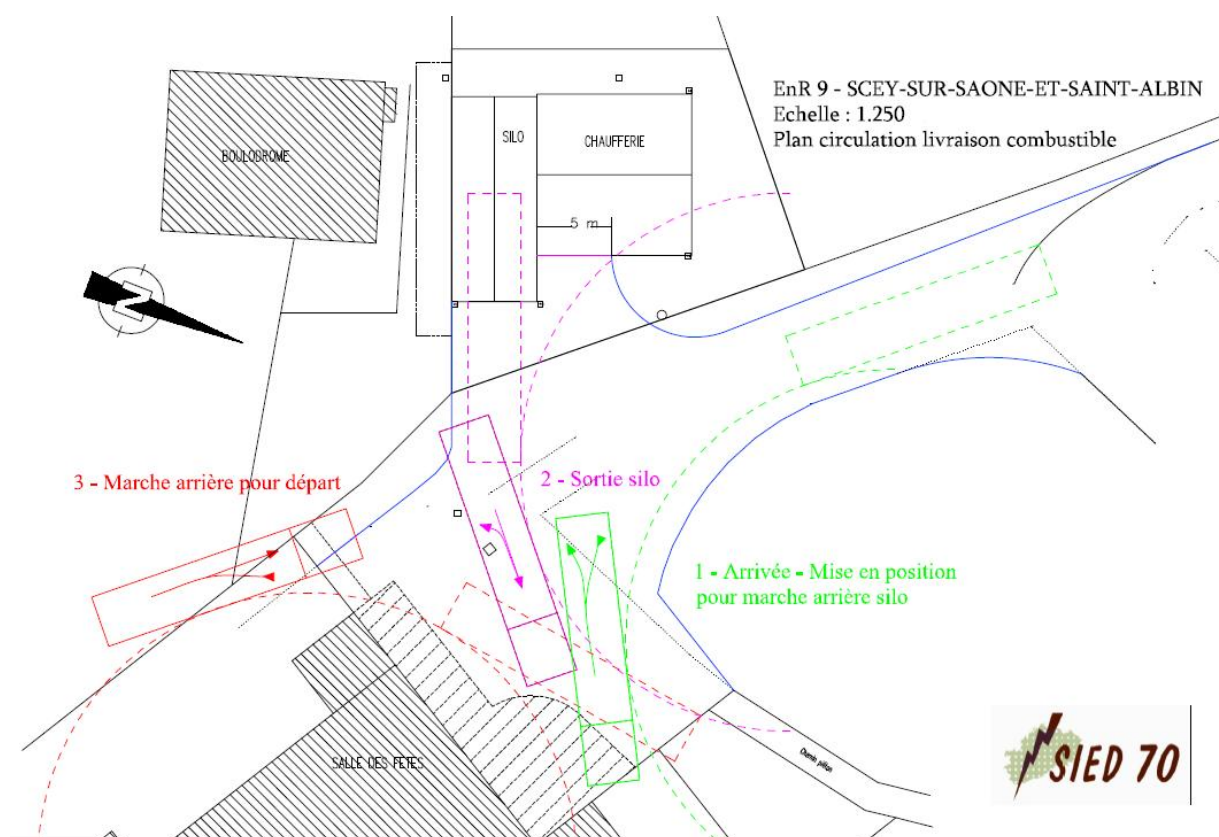 EnR 9 - SCEY-SUR-SAONE-ET-SAINT-ALBIN
Echelle : 1.250
Plan circulation livraison combustible
BOULODROME
SILO
CHAUFFERIE
5 m
N
3 - Marche arrière pour départ
2 - Sortie silo
1 - Arrivée - Mise en position
pour marche arrière silo
SALLE DES FETES
Chemin piéton
SIED 70